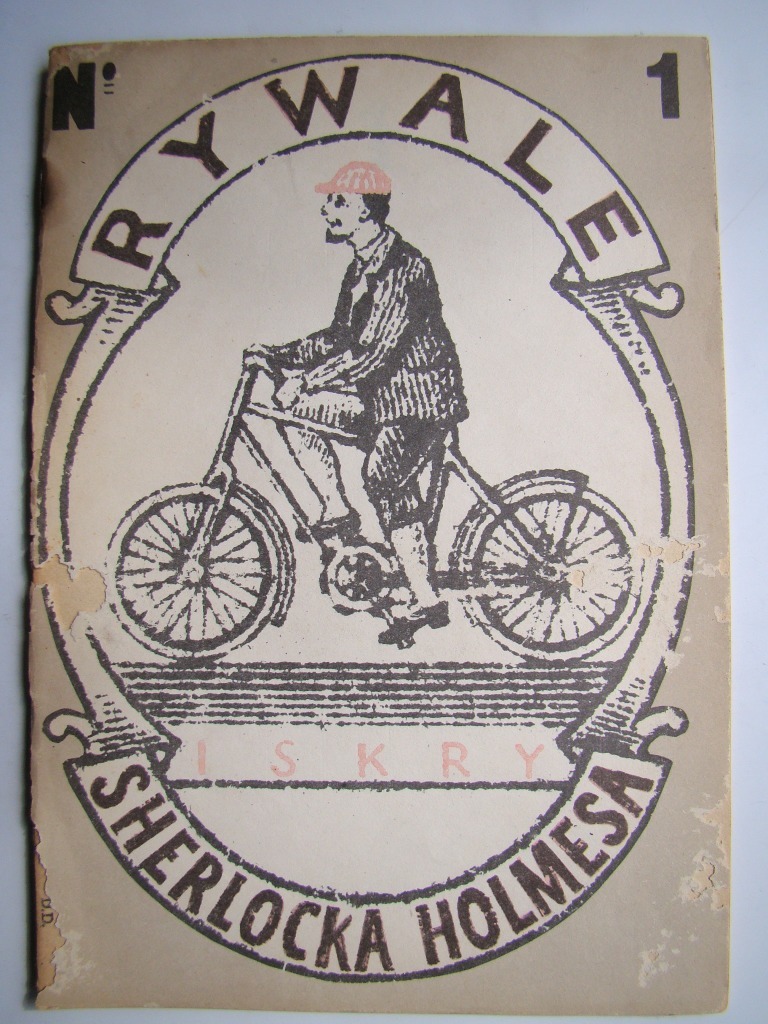 Nº 1
RYWALE
ISKRY
SHERLOCKA HOLMESA
D.D.